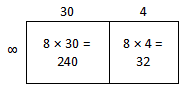 30 4
∞ 8 × 30 = 8 × 4 =
240 32